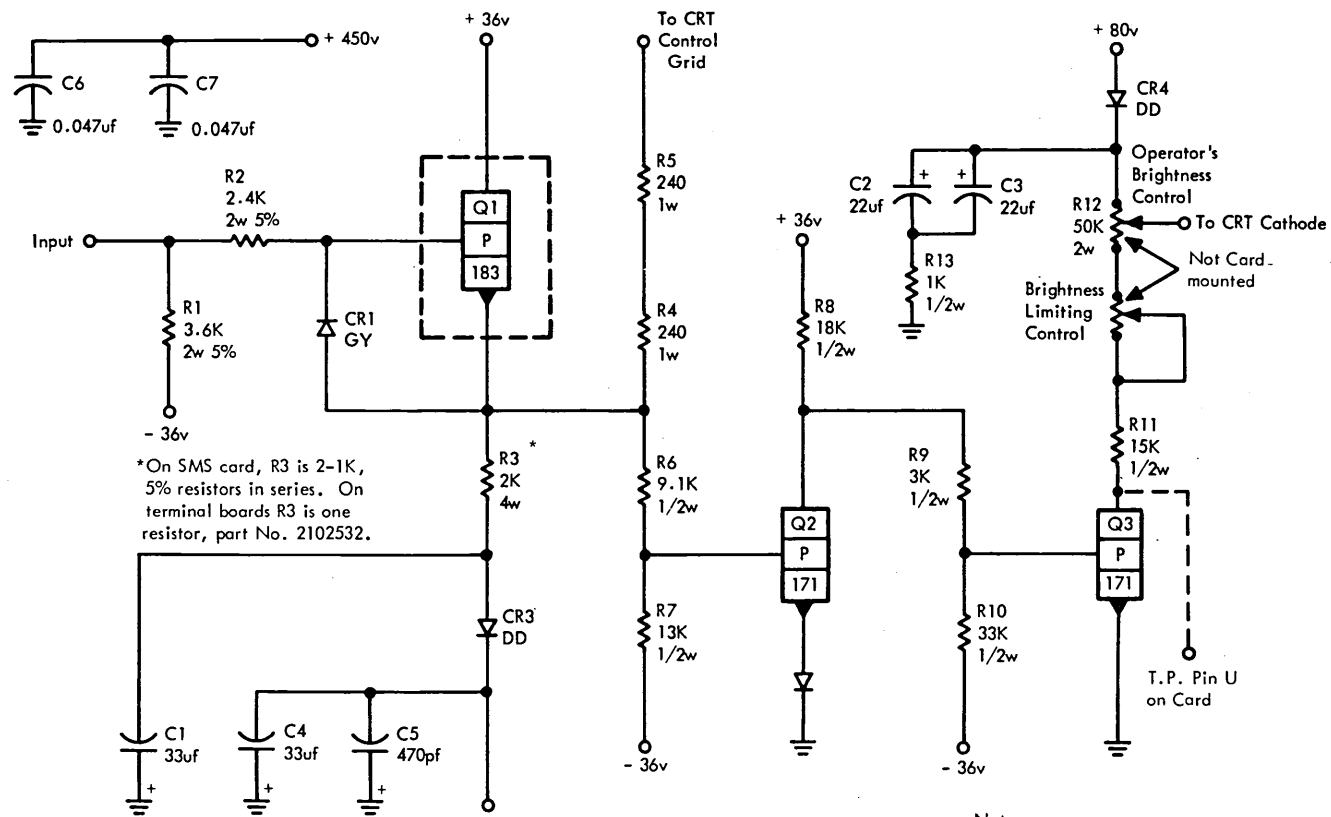 + 450v
C6
0.047uf
C7
0.047uf
+ 36v
To CRT
Control
Grid
+ 80v
CR4
DD
Operator's
Brightness
Control
R2
2.4K
2w 5%
Input
Q1
P
183
R5
240
1w
C2
22uf
+
+
C3
22uf
R12
50K
2w
To CRT Cathode
Not Card
mounted
R13
1K
1/2w
Brightness
Limiting
Control
+ 36v
R1
3.6K
2w 5%
- 36v
CR1
GY
R4
240
1w
R8
18K
1/2w
*On SMS card, R3 is 2-1K,
5% resistors in series. On
terminal boards R3 is one
resistor, part No. 2102532.
R3 *
2K
4w
R6
9.1K
1/2w
R9
3K
1/2w
R11
15K
1/2w
Q2
P
171
Q3
P
171
CR3
DD
R7
13K
1/2w
R10
33K
1/2w
T.P. Pin U
on Card
C1
33uf
+
C4
33uf
+
C5
470pf
+
- 36v
- 36v